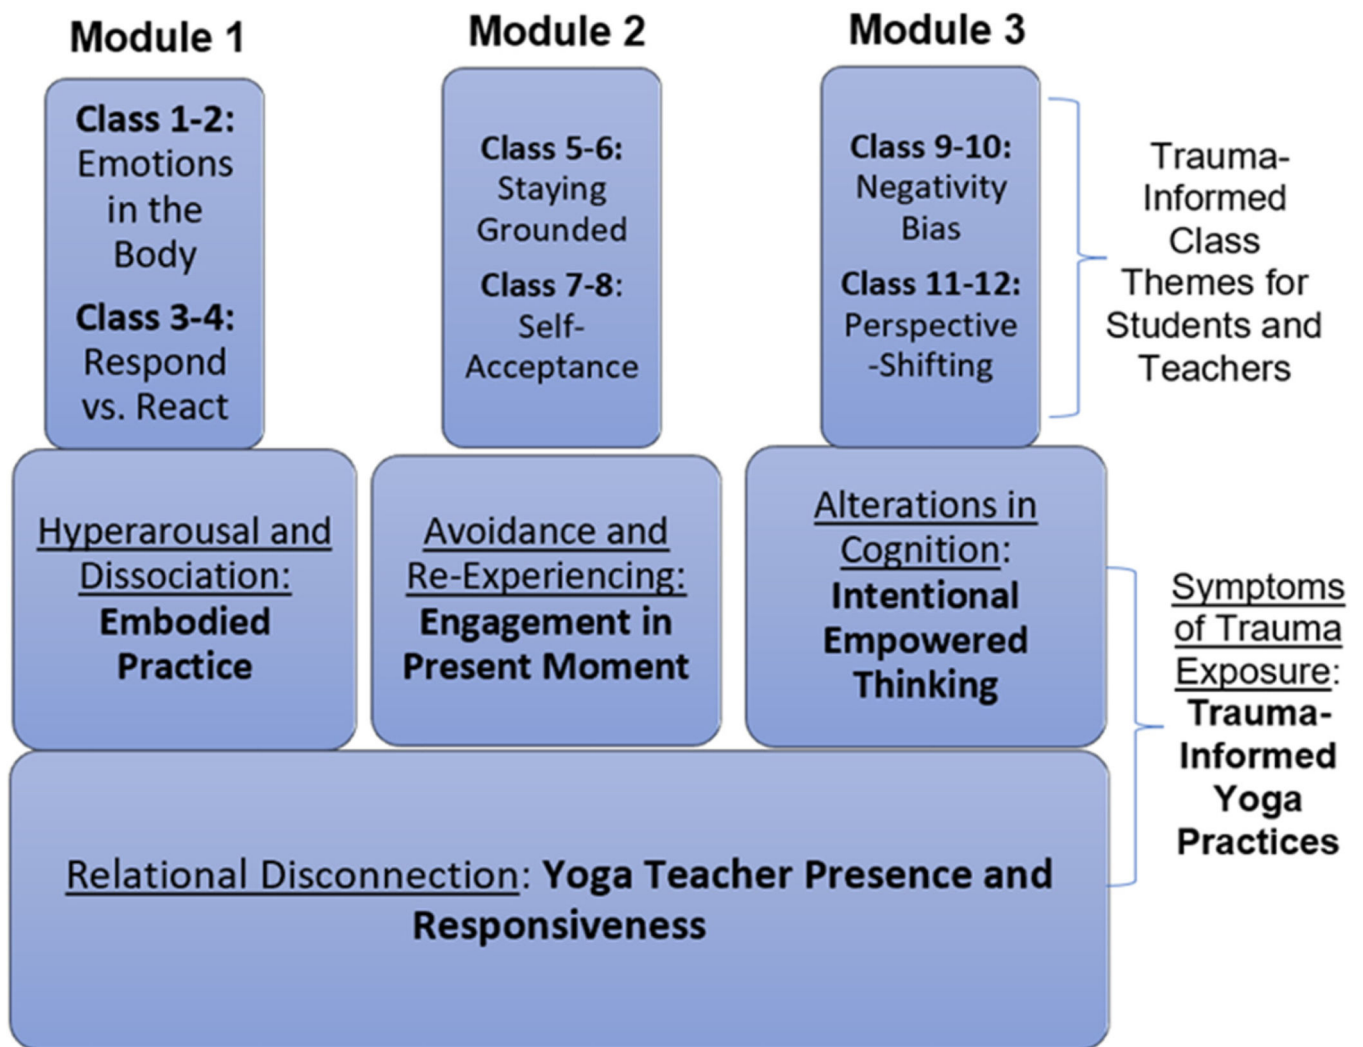 Module 1
Class 1-2:
Emotions
in the
Body
Class 3-4:
Respond
vs. React
Module 2
Class 5-6:
Staying
Grounded
Class 7-8:
Self-
Acceptance
Module 3
Class 9-10:
Negativity
Bias
Class 11-12:
Perspective
-Shifting
Trauma-
Informed
Class
Themes for
Students and
Teachers
Hyperarousal and
Dissociation:
Embodied
Practice
Avoidance and
Re-Experiencing:
Engagement in
Present Moment
Alterations in
Cognition:
Intentional
Empowered
Thinking
Symptoms
of Trauma
Exposure:
Trauma-
Informed
Yoga
Practices
Relational Disconnection: Yoga Teacher Presence and
Responsiveness